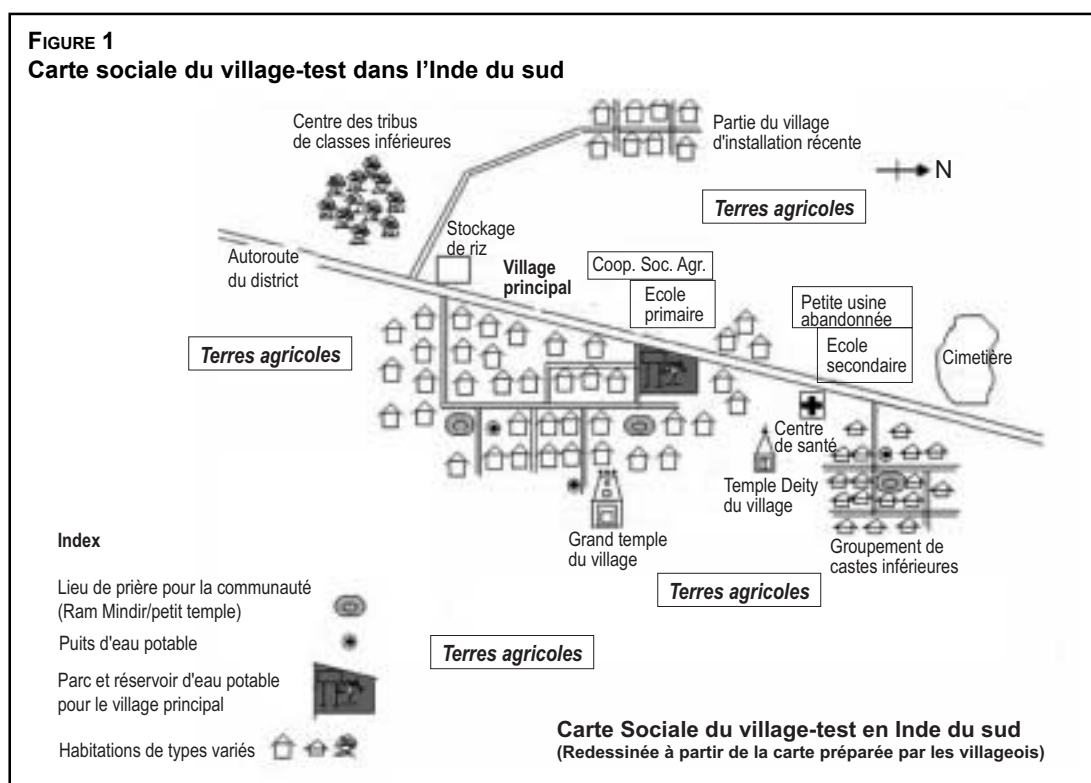 FIGURE 1
Carte sociale du village-test dans l'Inde du sud
Centre des tribus
de classes inférieures
Partie du village
d'installation récente
N
Terres agricoles
Stockage
de riz
Autoroute
du district
Village
principal
Coop. Soc. Agr.
Ecole
primaire
Petite usine
abandonnée
Ecole
secondaire
Cimetière
Terres agricoles
Centre
de santé
Temple Deity
du village
Grand temple
du village
Groupement de
castes inférieures
Terres agricoles
Index
Lieu de prière pour la communauté
(Ram Mindir/petit temple)
Puits d'eau potable
Terres agricoles
Parc et réservoir d'eau potable
pour le village principal
Habitations de types variés
Carte Sociale du village-test en Inde du sud
(Redessinée à partir de la carte préparée par les villageois)